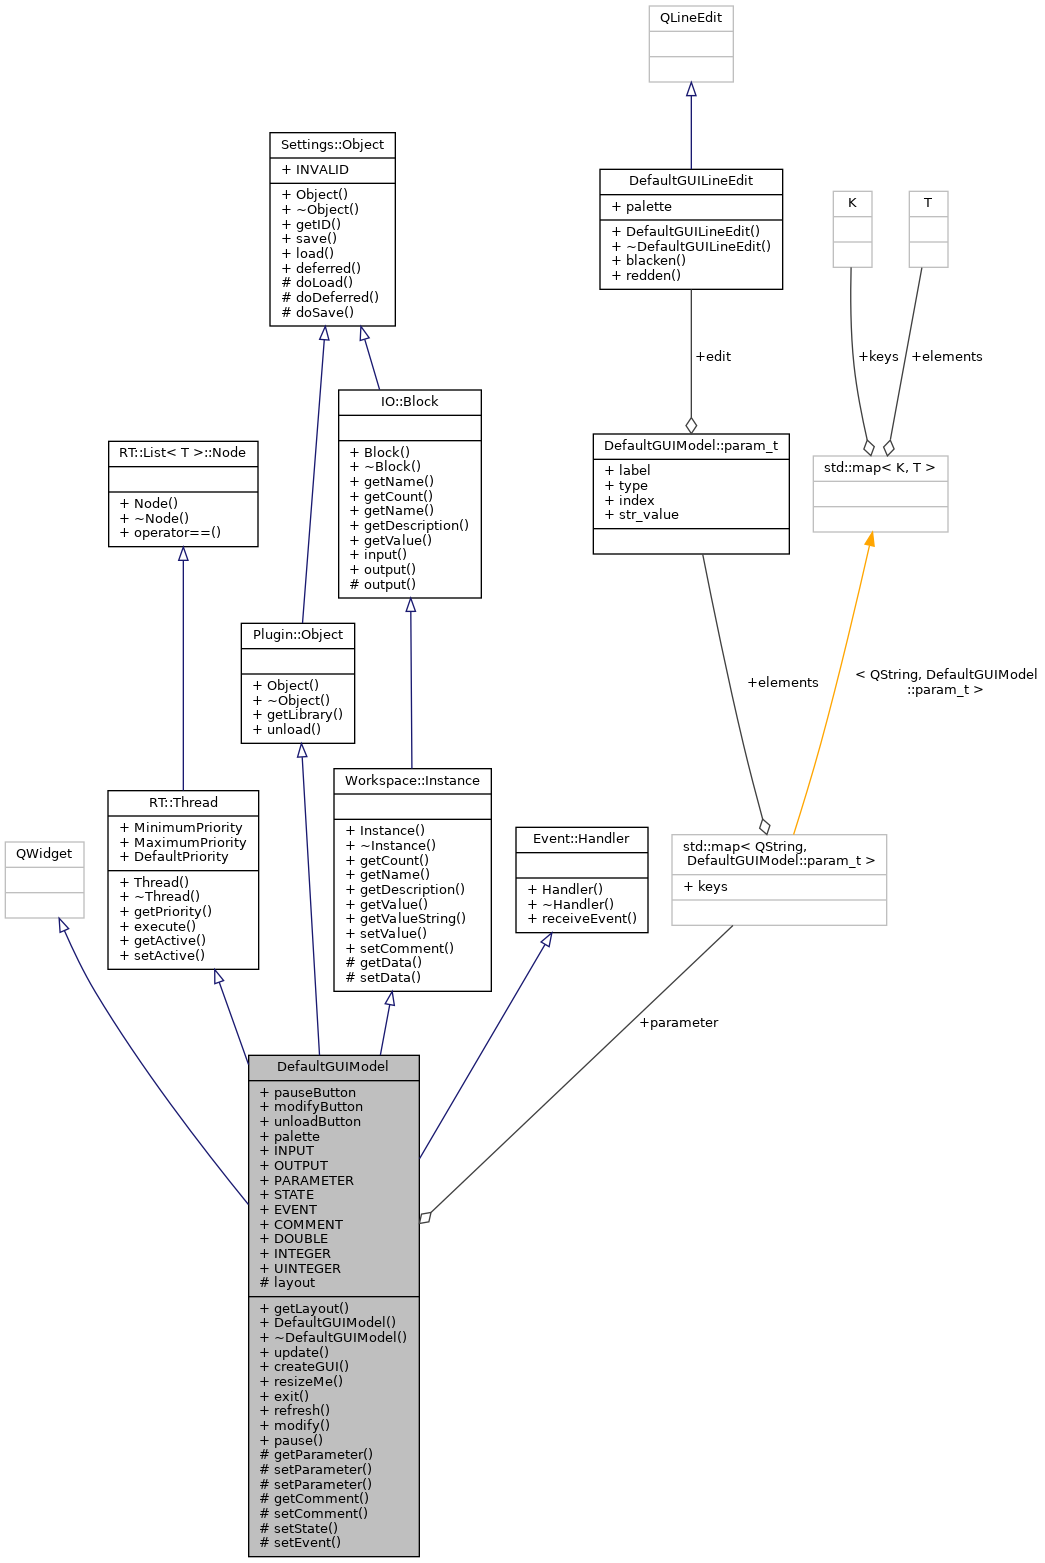 QLineEdit
Settings::Object
+ INVALID
+ Object()
+ ~Object()
+ getID()
+ save()
+ load()
+ deferred()
# doLoad()
# doDeferred()
# doSave()
DefaultGUILineEdit
+ palette
+ DefaultGUILineEdit()
+ ~DefaultGUILineEdit()
+ blacken()
+ redden()
K
T
+edit
+keys
+elements
IO::Block
+ Block()
+ ~Block()
+ getName()
+ getCount()
+ getName()
+ getDescription()
+ getValue()
+ input()
+ output()
# output()
RT::List< T >::Node
+ Node()
+ ~Node()
+ operator==()
DefaultGUIModel::param_t
+ label
+ type
+ index
+ str_value
std::map< K, T >
Plugin::Object
+ Object()
+ ~Object()
+ getLibrary()
+ unload()
+elements
< QString, DefaultGUIModel
::param_t >
RT::Thread
+ MinimumPriority
+ MaximumPriority
+ DefaultPriority
+ Thread()
+ ~Thread()
+ getPriority()
+ execute()
+ getActive()
+ setActive()
Workspace::Instance
+ Instance()
+ ~Instance()
+ getCount()
+ getName()
+ getDescription()
+ getValue()
+ getValueString()
+ setValue()
+ setComment()
# getData()
# setData()
QWidget
Event::Handler
+ Handler()
+ ~Handler()
+ receiveEvent()
std::map< QString,
DefaultGUIModel::param_t >
+ keys
+parameter
DefaultGUIModel
+ pauseButton
+ modifyButton
+ unloadButton
+ palette
+ INPUT
+ OUTPUT
+ PARAMETER
+ STATE
+ EVENT
+ COMMENT
+ DOUBLE
+ INTEGER
+ UINTEGER
# layout
+ getLayout()
+ DefaultGUIModel()
+ ~DefaultGUIModel()
+ update()
+ createGUI()
+ resizeMe()
+ exit()
+ refresh()
+ modify()
+ pause()
# getParameter()
# setParameter()
# setParameter()
# getComment()
# setComment()
# setState()
# setEvent()